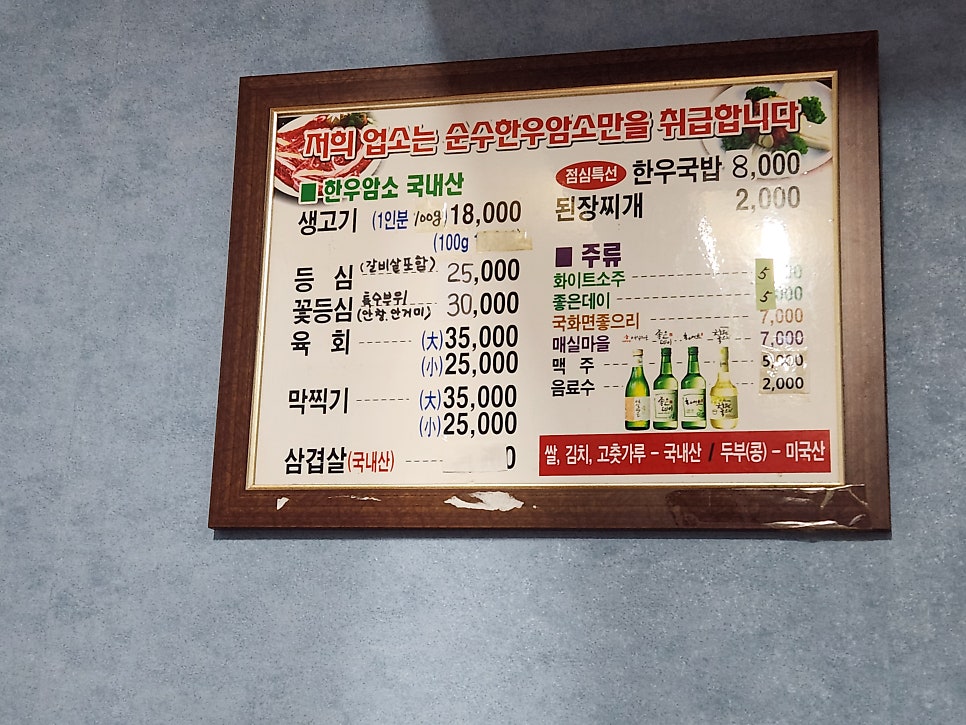 저희 업소는 순수한우암소만을 취급합니다
■ 한우암소 국내산
생고기 (1인분 100g) 18,000
(100g
등 심 (갈비살포함) 25,000
꽃등심 특수부위 (안창,안거미) 30,000
육 회 (大) 35,000
(小) 25,000
막찍기 (大) 35,000
(小) 25,000
삼겹살(국내산)
점심특선 한우국밥 8,000
된장찌개 2,000
■ 주류
화이트소주
좋은데이 5,000
국화면좋으리 7,000
매실마을 7,000
맥 주 5,000
음료수 2,000
쌀, 김치, 고춧가루 - 국내산 / 두부(콩) - 미국산